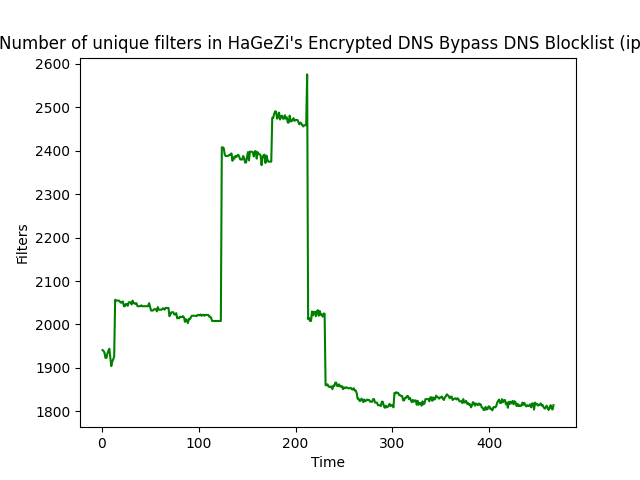 Number of unique filters in HaGeZi's Encrypted DNS Bypass DNS Blocklist (ip
2600
2500
2400
2300
2200
2100
2000
1900
1800
Filters
0 100 200 300 400
Time